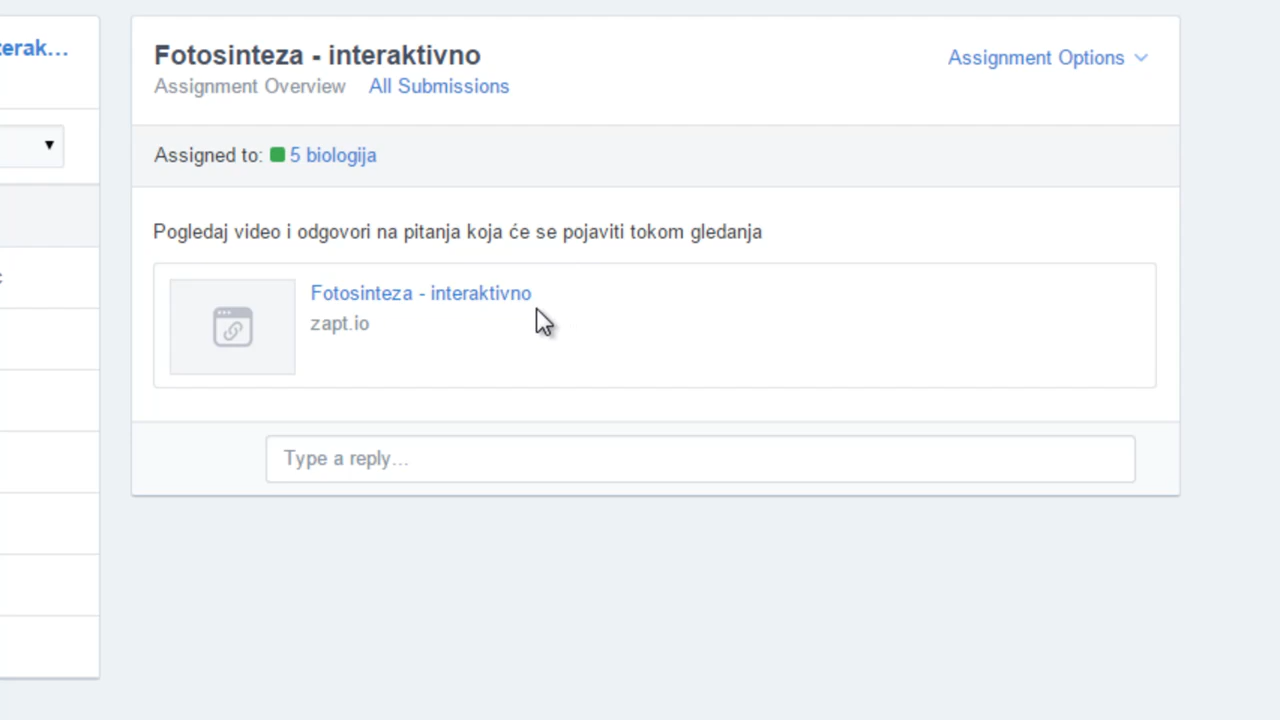 terak...
Fotosinteza - interaktivno
Assignment Options
Assignment Overview All Submissions
Assigned to: 5 biologija
Pogledaj video i odgovori na pitanja koja će se pojaviti tokom gledanja
Fotosinteza - interaktivno
zapt.io
Type a reply...